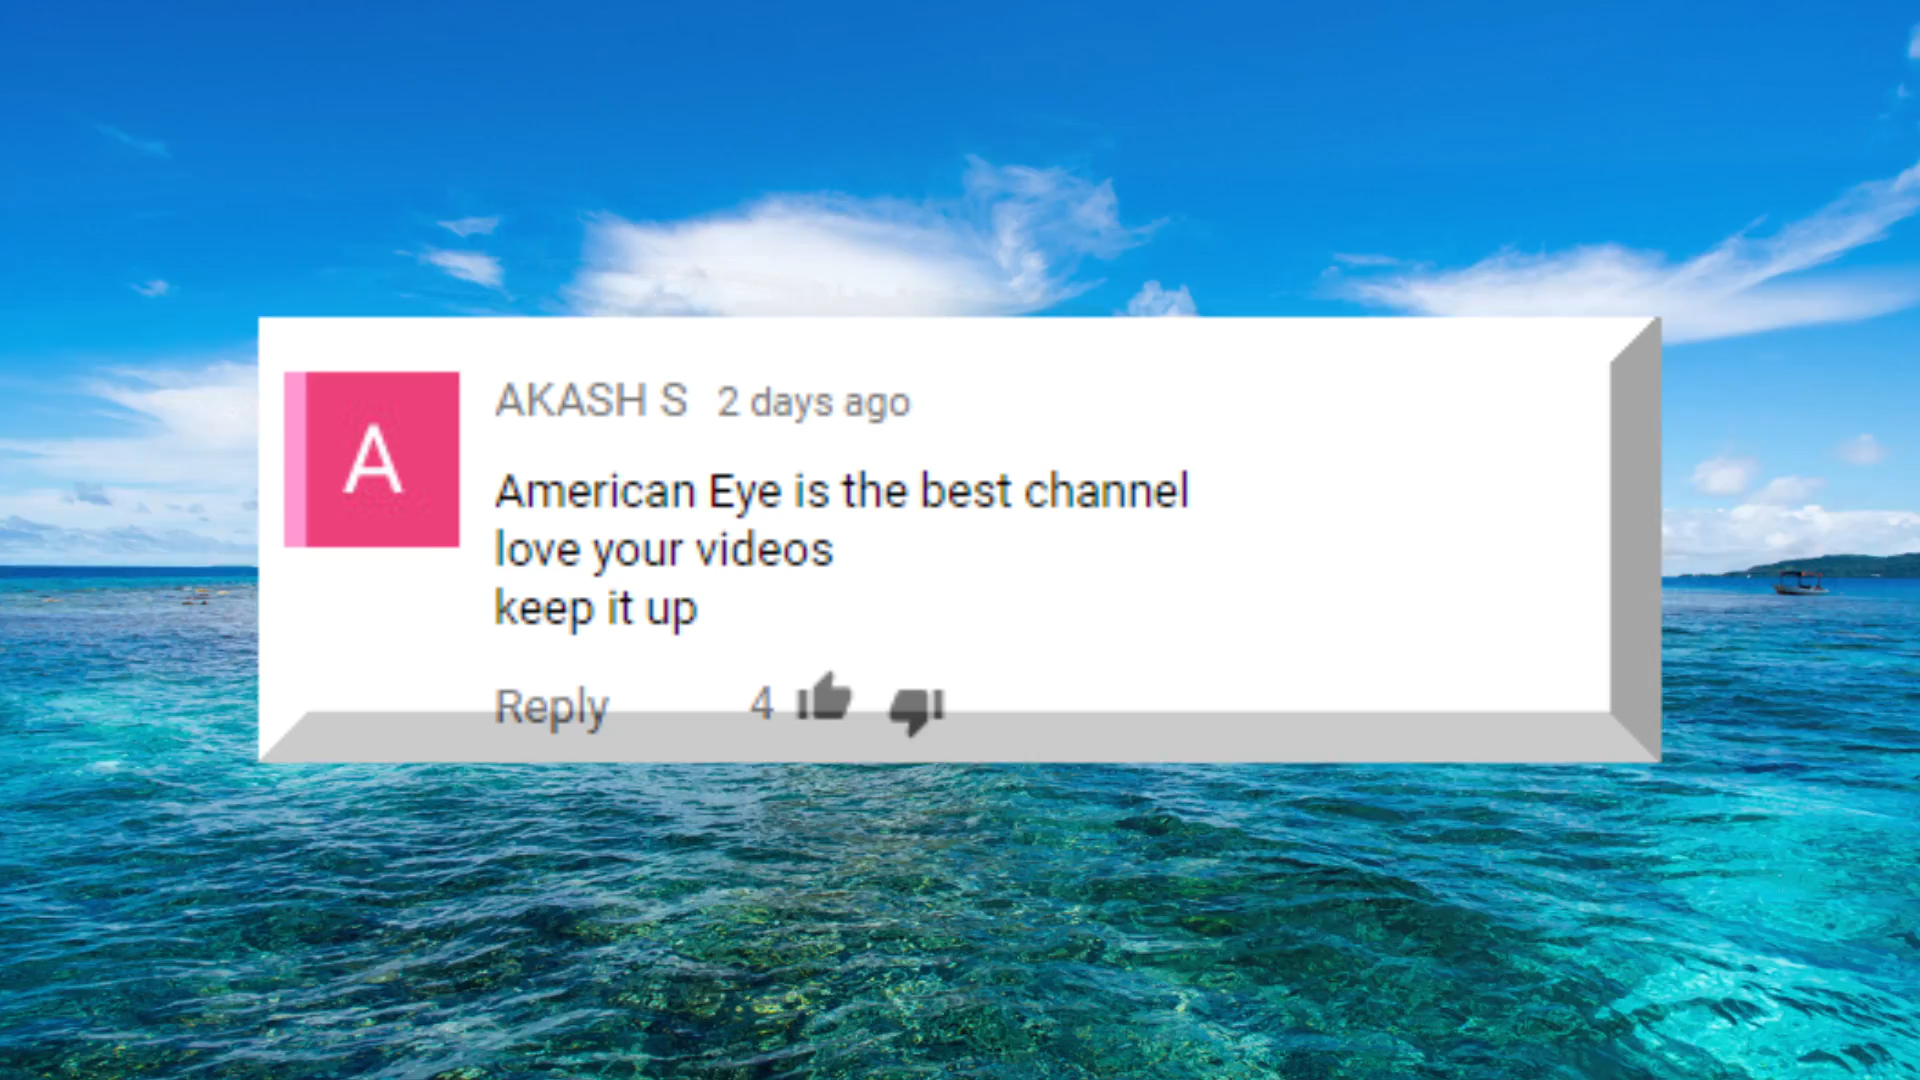 A
AKASH S 2 days ago
American Eye is the best channel
love your videos
keep it up
Reply 4